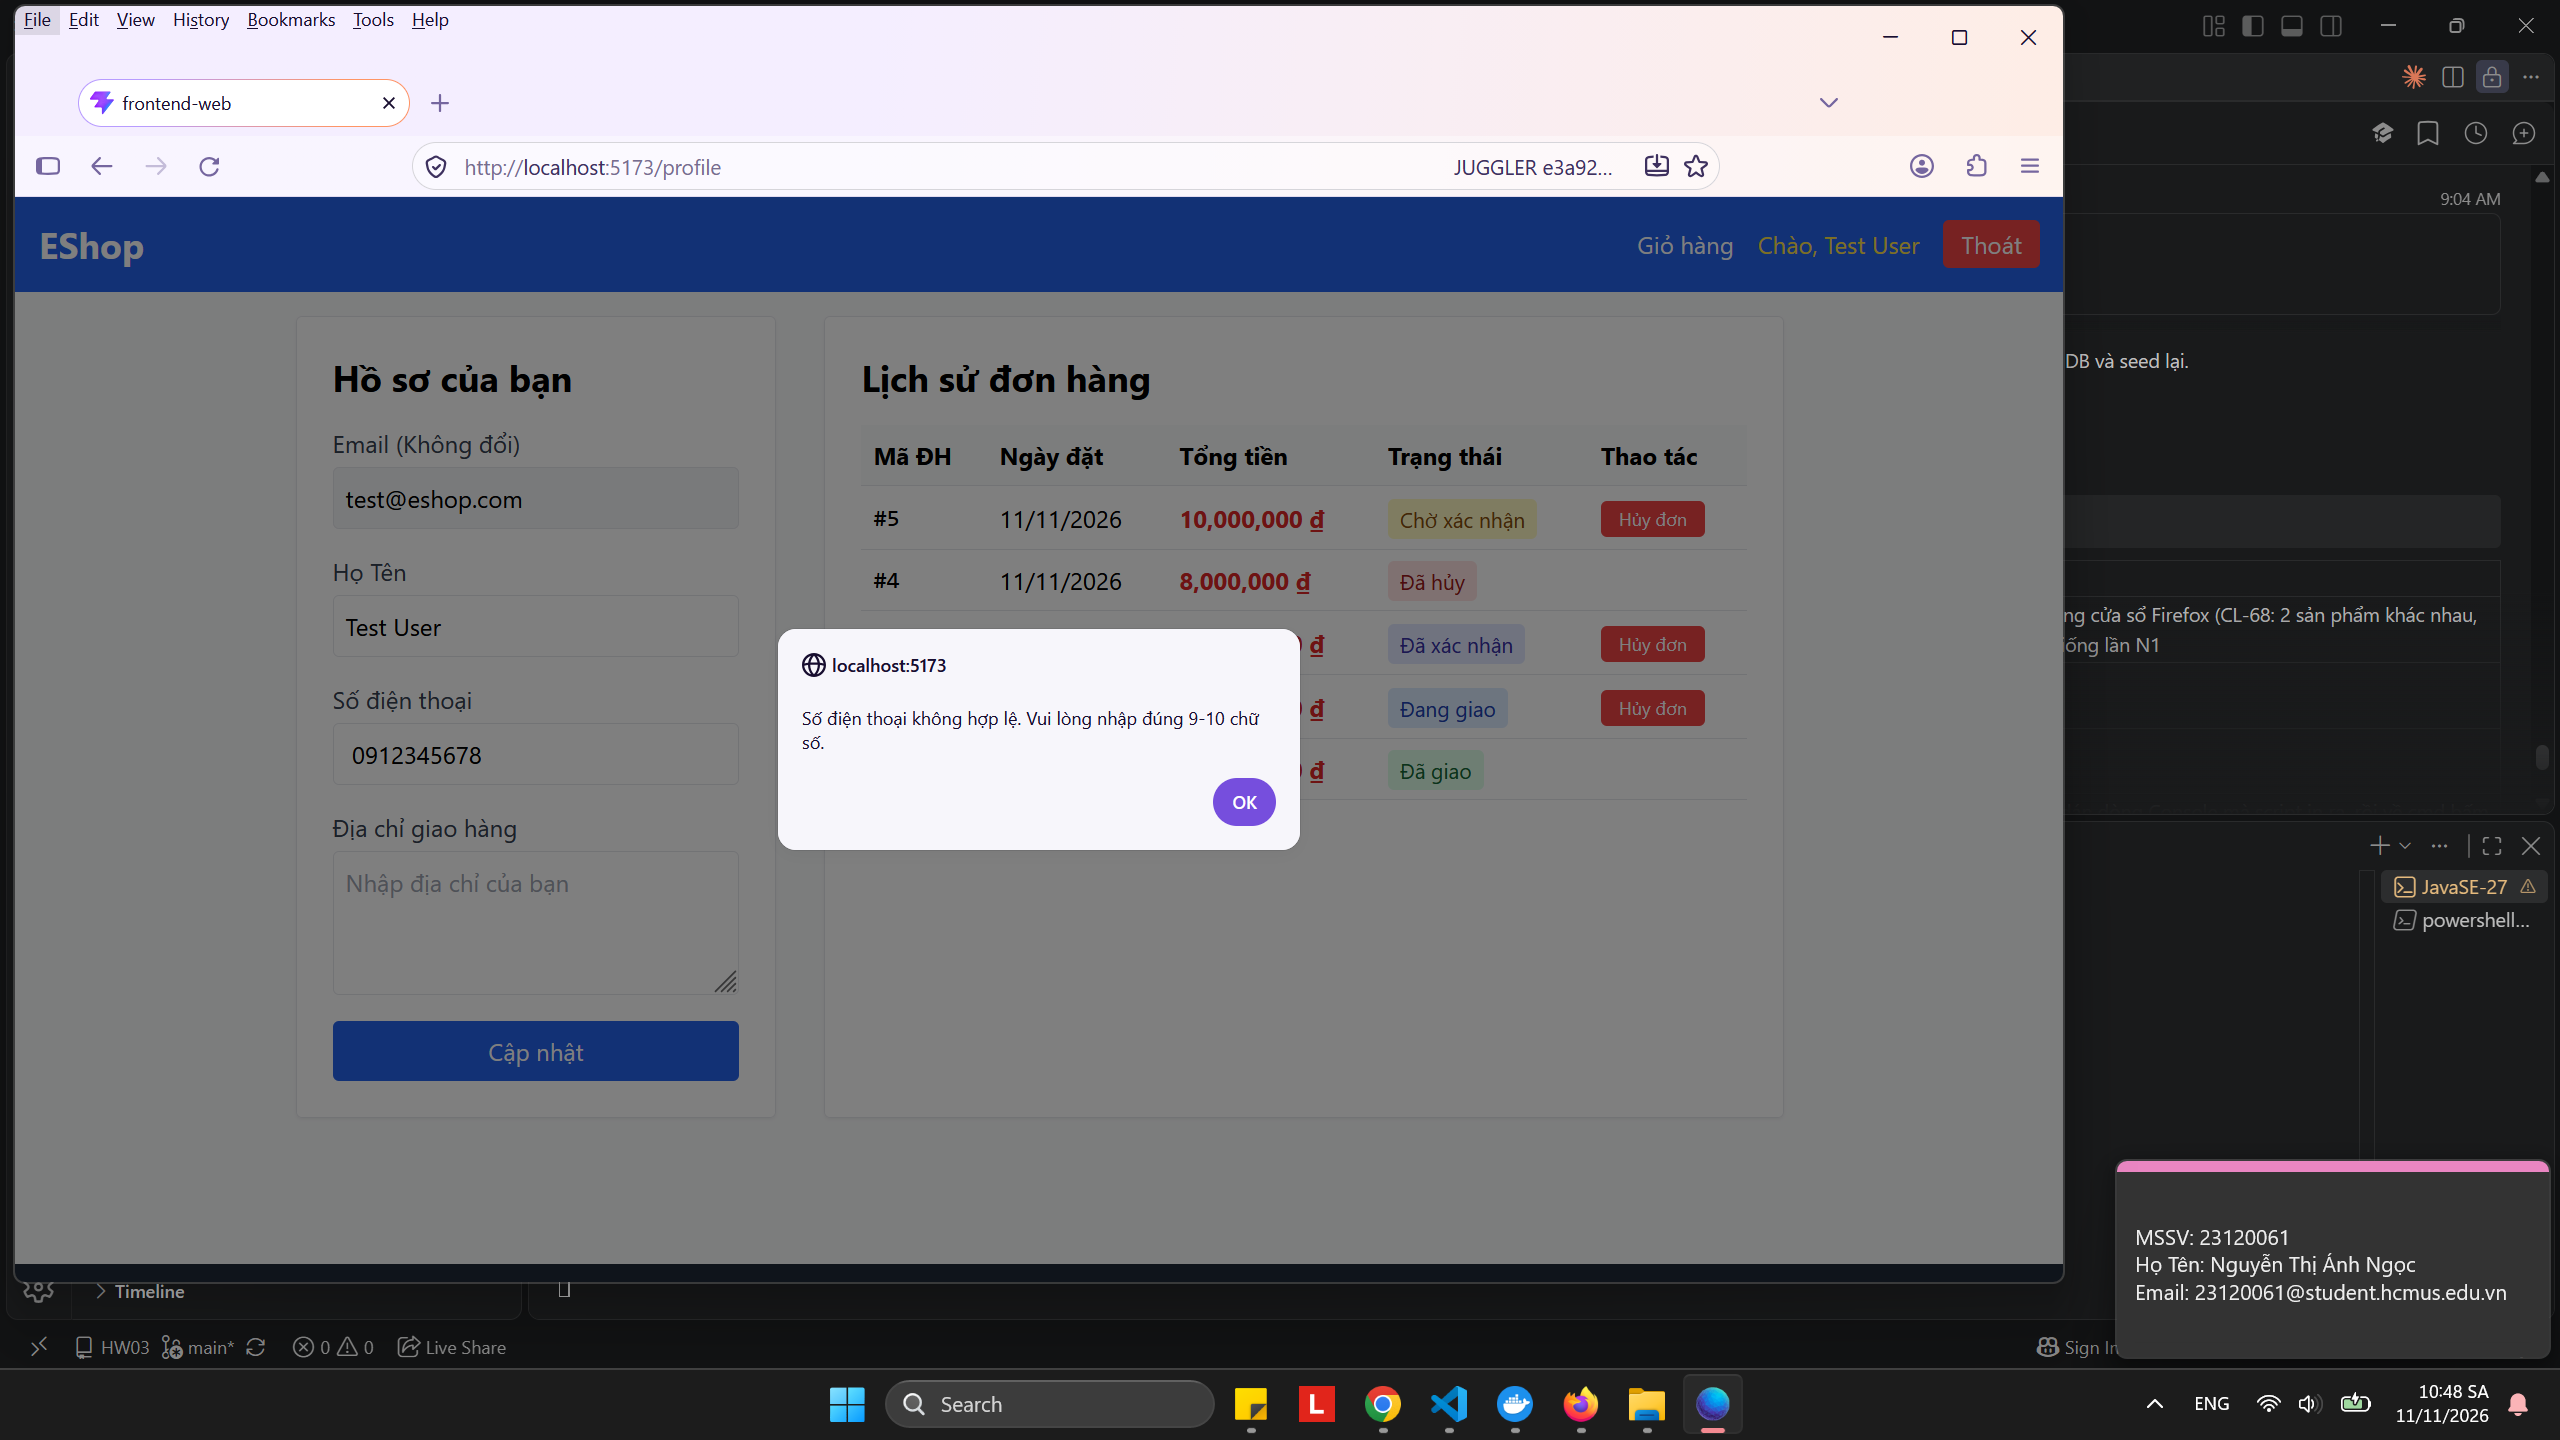 File Edit View History Bookmarks Tools Help
frontend-web
http://localhost:5173/profile
JUGGLER e3a92...
EShop
Giỏ hàng
Chào, Test User
Thoát
Hồ sơ của bạn
Email (Không đổi)
test@eshop.com
Họ Tên
Test User
Số điện thoại
0912345678
Địa chỉ giao hàng
Nhập địa chỉ của bạn
Cập nhật
Lịch sử đơn hàng
Mã ĐH Ngày đặt Tổng tiền Trạng thái Thao tác
#5 11/11/2026 10,000,000 ₫ Chờ xác nhận Hủy đơn
#4 11/11/2026 8,000,000 ₫ Đã hủy
₫ Đã xác nhận Hủy đơn
₫ Đang giao Hủy đơn
₫ Đã giao
localhost:5173
Số điện thoại không hợp lệ. Vui lòng nhập đúng 9-10 chữ
số.
OK
9:04 AM
DB và seed lại.
ng cửa sổ Firefox (CL-68: 2 sản phẩm khác nhau,
iống lần N1
JavaSE-27
powershell...
Timeline
HW03 main* 0 0 Live Share
Sign In
MSSV: 23120061
Họ Tên: Nguyễn Thị Ánh Ngọc
Email: 23120061@student.hcmus.edu.vn
Search
L
ENG
10:48 SA
11/11/2026